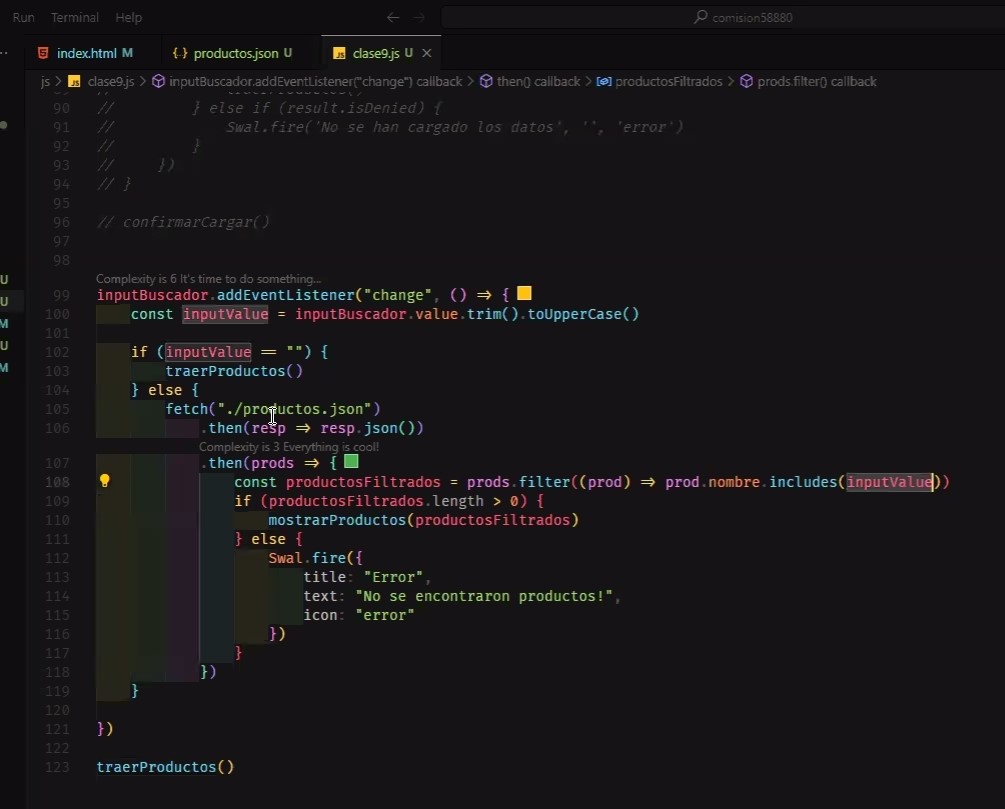 Run Terminal Help
comision58880
index.html M
{} productos.json U
JS clase9.js U
js > JS clase9.js > inputBuscador.addEventListener("change") callback > then() callback > productosFiltrados > prods.filter() callback
90 // } else if (result.isDenied) {
91 // Swal.fire('No se han cargado los datos', '', 'error')
92 // }
93 // })
94 // }
95
96 // confirmarCargar()
97
98
Complexity is 6 It's time to do something...
99 inputBuscador.addEventListener("change", () => {
100 const inputValue = inputBuscador.value.trim().toUpperCase()
101
102 if (inputValue == "") {
103 traerProductos()
104 } else {
105 fetch("./productos.json")
106 .then(resp => resp.json())
Complexity is 3 Everything is cool!
107 .then(prods => {
108 const productosFiltrados = prods.filter((prod) => prod.nombre.includes(inputValue))
109 if (productosFiltrados.length > 0) {
110 mostrarProductos(productosFiltrados)
111 } else {
112 Swal.fire({
113 title: "Error",
114 text: "No se encontraron productos!",
115 icon: "error"
116 })
117 }
118 })
119 }
120
121 })
122
123 traerProductos()
U
U
M
U
M